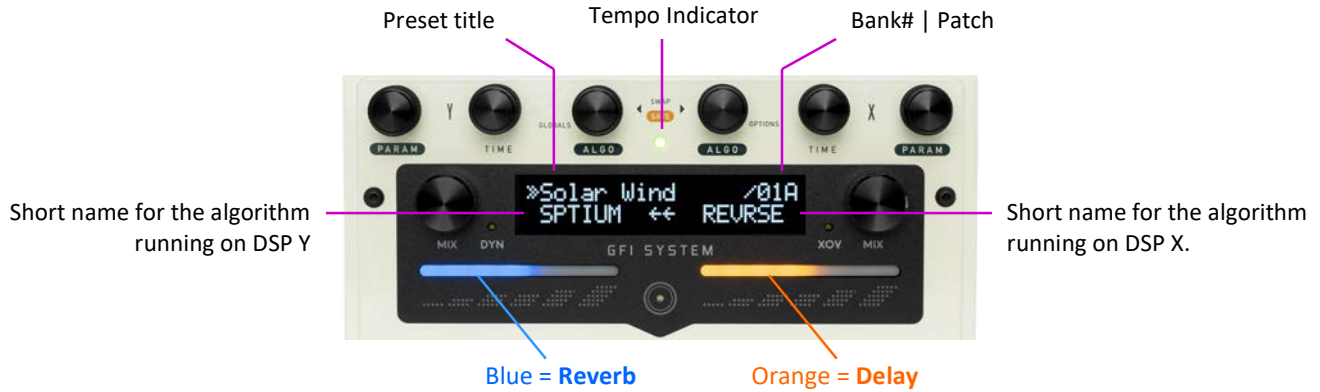 Preset title
Tempo Indicator
Bank# | Patch
SWAP
Y GLOBALS SAVE OPTIONS X
PARAM TIME ALGO ALGO TIME PARAM
»Solar Wind /01A
SPTIUM ←← REVRSE
Short name for the algorithm
running on DSP Y
Short name for the algorithm
running on DSP X.
MIX DYN XOV MIX
GFI SYSTEM
Blue = Reverb
Orange = Delay